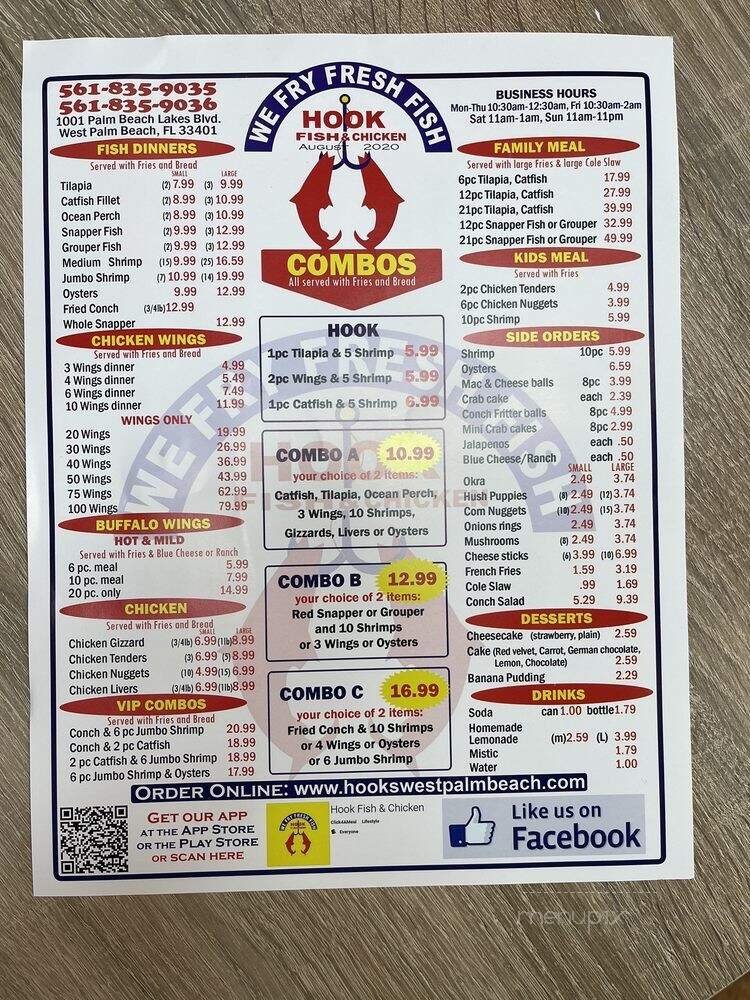 561-835-9035
561-835-9036
1001 Palm Beach Lakes Blvd.
West Palm Beach, FL 33401
WE FRY FRESH FISH
HOOK
FISH & CHICKEN
AUGUST 2020
BUSINESS HOURS
Mon-Thu 10:30am-12:30am, Fri 10:30am-2am
Sat 11am-1am, Sun 11am-11pm
FISH DINNERS
Served with Fries and Bread
SMALL LARGE
Tilapia (2) 7.99 (3) 9.99
Catfish Fillet (2) 8.99 (3) 10.99
Ocean Perch (2) 8.99 (3) 10.99
Snapper Fish (2) 9.99 (3) 12.99
Grouper Fish (2) 9.99 (3) 12.99
Medium Shrimp (15) 9.99 (25) 16.59
Jumbo Shrimp (7) 10.99 (14) 19.99
Oysters 9.99 12.99
Fried Conch (3/4lb) 12.99
Whole Snapper 12.99
CHICKEN WINGS
Served with Fries and Bread
3 Wings dinner 4.99
4 Wings dinner 5.49
6 Wings dinner 7.49
10 Wings dinner 11.99
WINGS ONLY
20 Wings 19.99
30 Wings 26.99
40 Wings 36.99
50 Wings 43.99
75 Wings 62.99
100 Wings 79.99
BUFFALO WINGS
HOT & MILD
Served with Fries & Blue Cheese or Ranch
6 pc. meal 5.99
10 pc. meal 7.99
20 pc. only 14.99
CHICKEN
Served with Fries and Bread
SMALL LARGE
Chicken Gizzard (3/4lb) 6.99 (1lb) 8.99
Chicken Tenders (3) 6.99 (5) 8.99
Chicken Nuggets (10) 4.99 (15) 6.99
Chicken Livers (3/4lb) 6.99 (1lb) 8.99
VIP COMBOS
Served with Fries and Bread
Conch & 6 pc Jumbo Shrimp 20.99
Conch & 2 pc Catfish 18.99
2 pc Catfish & 6 Jumbo Shrimp 18.99
6 pc Jumbo Shrimp & Oysters 17.99
COMBOS
All served with Fries and Bread
HOOK
1pc Tilapia & 5 Shrimp 5.99
2pc Wings & 5 Shrimp 5.99
1pc Catfish & 5 Shrimp 6.99
COMBO A 10.99
your choice of 2 items:
Catfish, Tilapia, Ocean Perch,
3 Wings, 10 Shrimps,
Gizzards, Livers or Oysters
COMBO B 12.99
your choice of 2 items:
Red Snapper or Grouper
and 10 Shrimps
or 3 Wings or Oysters
COMBO C 16.99
your choice of 2 items:
Fried Conch & 10 Shrimps
or 4 Wings or Oysters
or 6 Jumbo Shrimp
FAMILY MEAL
Served with large Fries & large Cole Slaw
6pc Tilapia, Catfish 17.99
12pc Tilapia, Catfish 27.99
21pc Tilapia, Catfish 39.99
12pc Snapper Fish or Grouper 32.99
21pc Snapper Fish or Grouper 49.99
KIDS MEAL
Served with Fries
2pc Chicken Tenders 4.99
6pc Chicken Nuggets 3.99
10pc Shrimp 5.99
SIDE ORDERS
Shrimp 10pc 5.99
Oysters 6.59
Mac & Cheese balls 8pc 3.99
Crab cake each 2.39
Conch Fritter balls 8pc 4.99
Mini Crab cakes 8pc 2.99
Jalapenos each .50
Blue Cheese/Ranch each .50
SMALL LARGE
Okra 2.49 3.74
Hush Puppies (8) 2.49 (12) 3.74
Corn Nuggets (10) 2.49 (15) 3.74
Onions rings 2.49 3.74
Mushrooms (8) 2.49 3.74
Cheese sticks (6) 3.99 (10) 6.99
French Fries 1.59 3.19
Cole Slaw .99 1.69
Conch Salad 5.29 9.39
DESSERTS
Cheesecake (strawberry, plain) 2.59
Cake (Red velvet, Carrot, German chocolate,
Lemon, Chocolate) 2.59
Banana Pudding 2.29
DRINKS
Soda can 1.00 bottle 1.79
Homemade
Lemonade (m) 2.59 (L) 3.99
Mistic 1.79
Water 1.00
ORDER ONLINE: www.hookswestpalmbeach.com
GET OUR APP
AT THE APP STORE
OR THE PLAY STORE
OR SCAN HERE
WE FRY FRESH FISH
HOOK
Hook Fish & Chicken
Click4AMeal Lifestyle
Everyone
Like us on
Facebook
WE FRY FRESH FISH
HOOK
FISH & CHICKEN
menupix